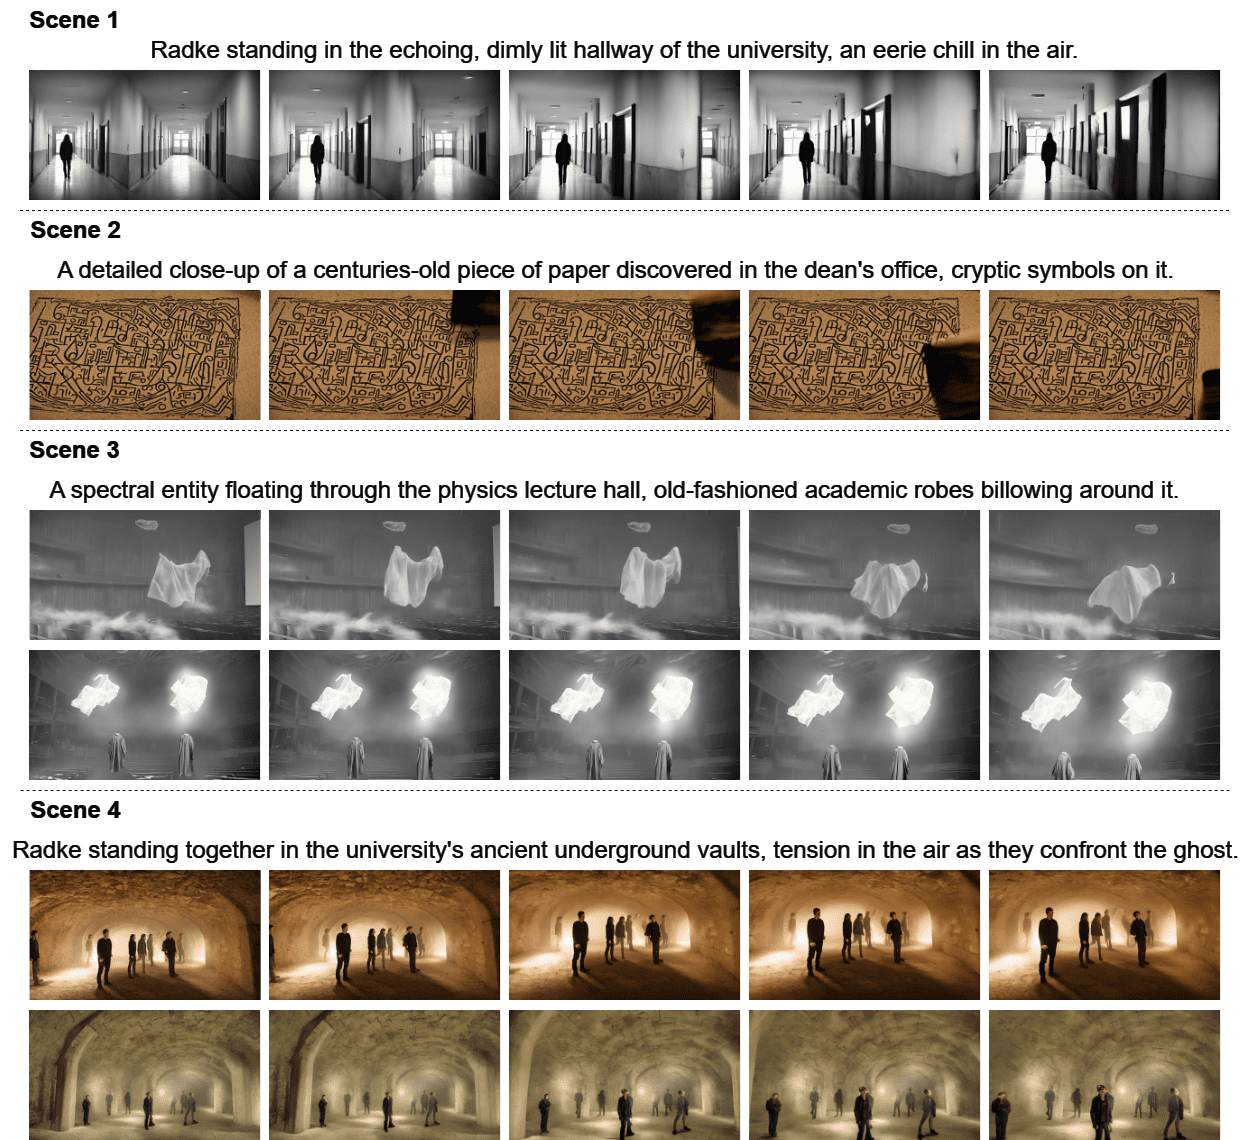 Scene 1
Radke standing in the echoing, dimly lit hallway of the university, an eerie chill in the air.
Scene 2
A detailed close-up of a centuries-old piece of paper discovered in the dean's office, cryptic symbols on it.
Scene 3
A spectral entity floating through the physics lecture hall, old-fashioned academic robes billowing around it.
Scene 4
Radke standing together in the university's ancient underground vaults, tension in the air as they confront the ghost.